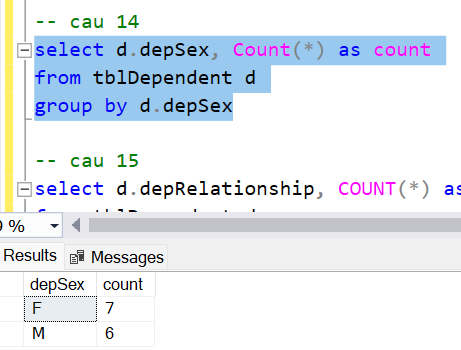 -- cau 14
select d.depSex, Count(*) as count
from tblDependent d
group by d.depSex
-- cau 15
select d.depRelationship, COUNT(*) as
%
Results Messages
depSex count
F 7
M 6